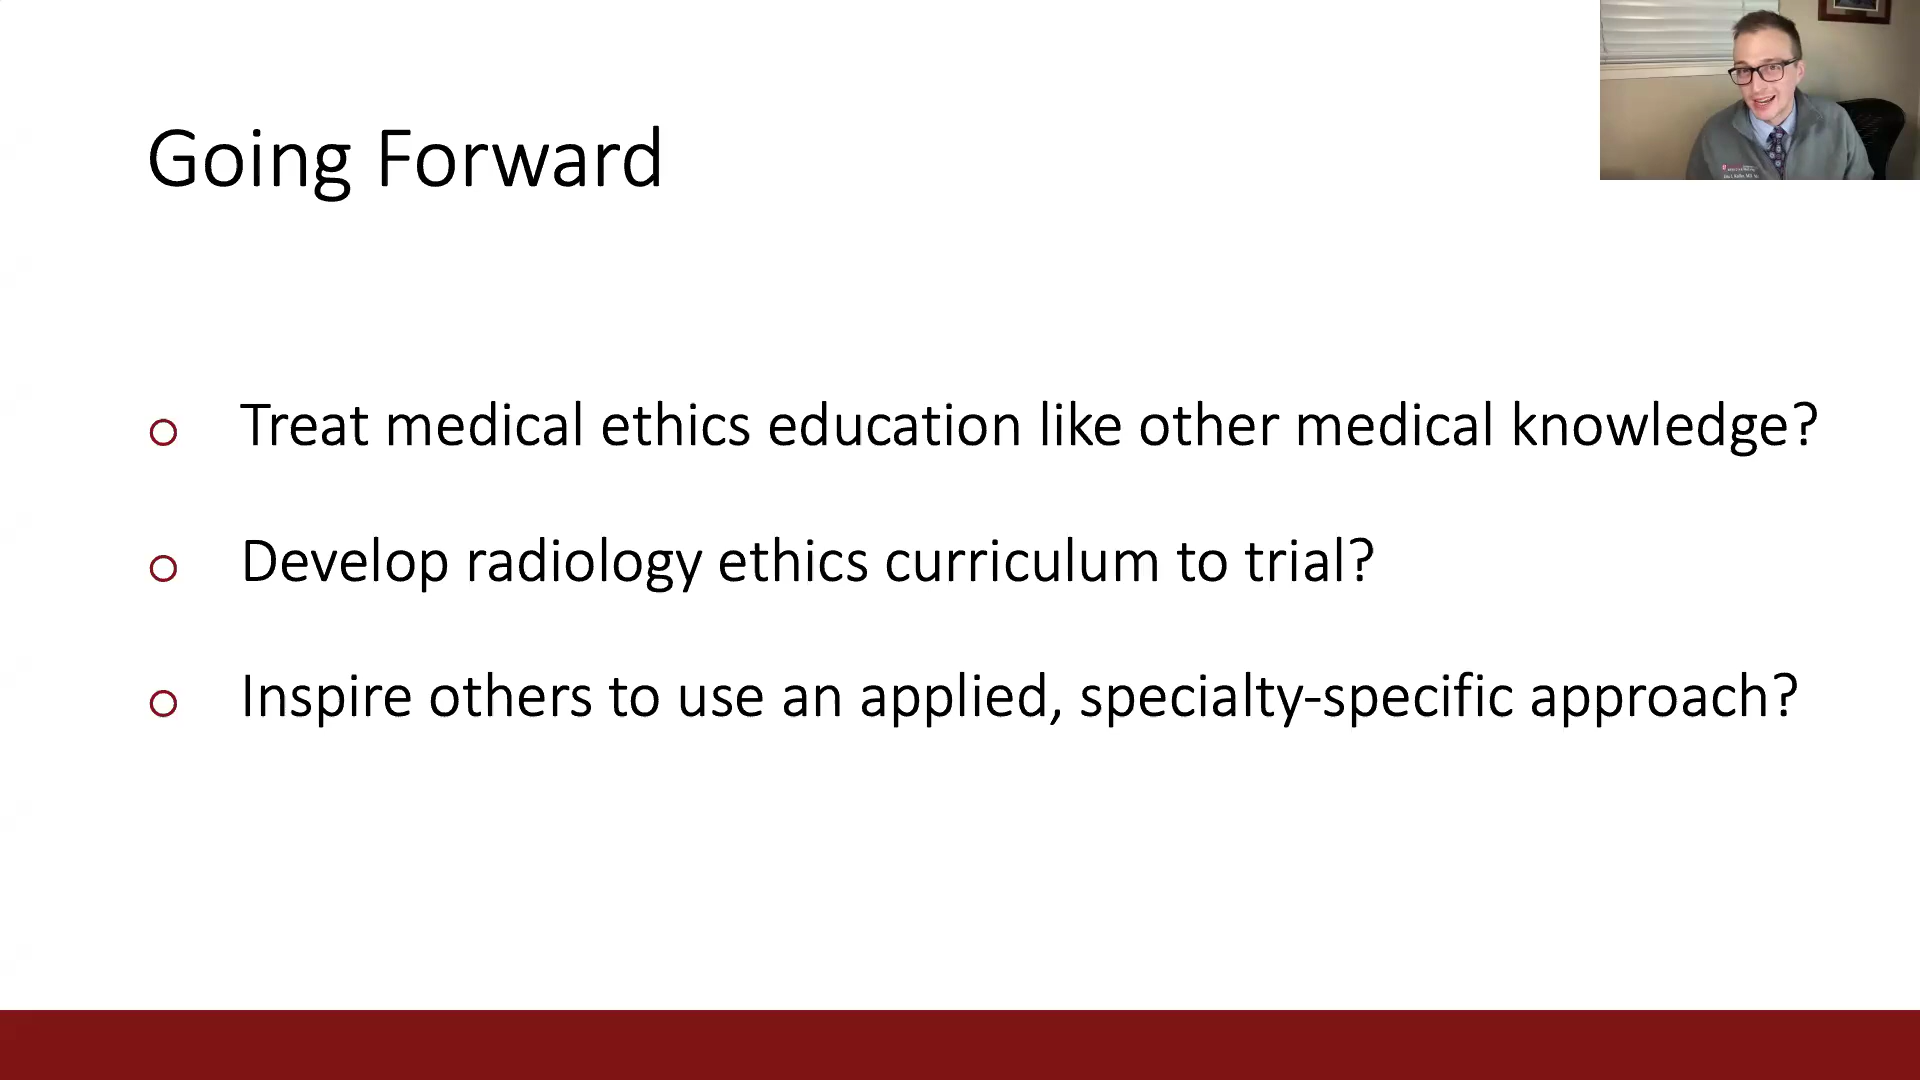 Going Forward
Treat medical ethics education like other medical knowledge?
Develop radiology ethics curriculum to trial?
Inspire others to use an applied, specialty-specific approach?